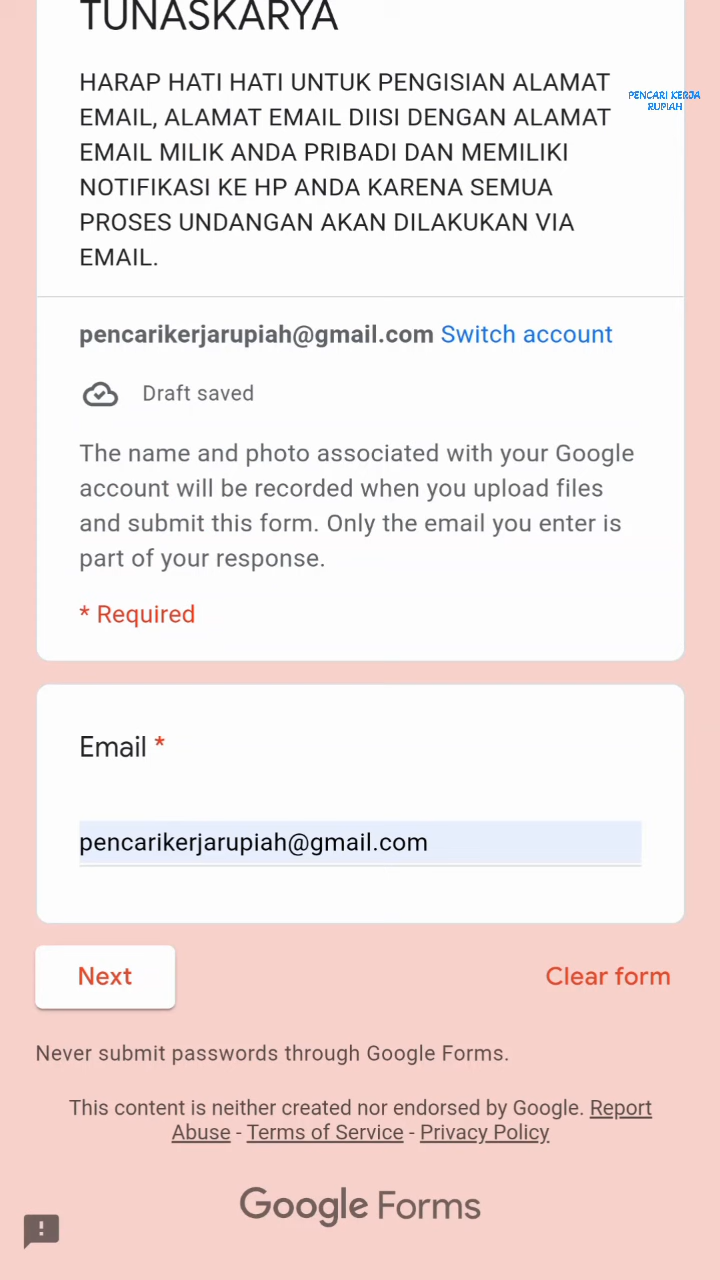 TUNASKARYA
HARAP HATI HATI UNTUK PENGISIAN ALAMAT
EMAIL, ALAMAT EMAIL DIISI DENGAN ALAMAT
EMAIL MILIK ANDA PRIBADI DAN MEMILIKI
NOTIFIKASI KE HP ANDA KARENA SEMUA
PROSES UNDANGAN AKAN DILAKUKAN VIA
EMAIL.
PENCARI KERJA
RUPIAH
pencarikerjarupiah@gmail.com Switch account
Draft saved
The name and photo associated with your Google
account will be recorded when you upload files
and submit this form. Only the email you enter is
part of your response.
* Required
Email *
pencarikerjarupiah@gmail.com
Next
Clear form
Never submit passwords through Google Forms.
This content is neither created nor endorsed by Google. Report
Abuse - Terms of Service - Privacy Policy
Google Forms